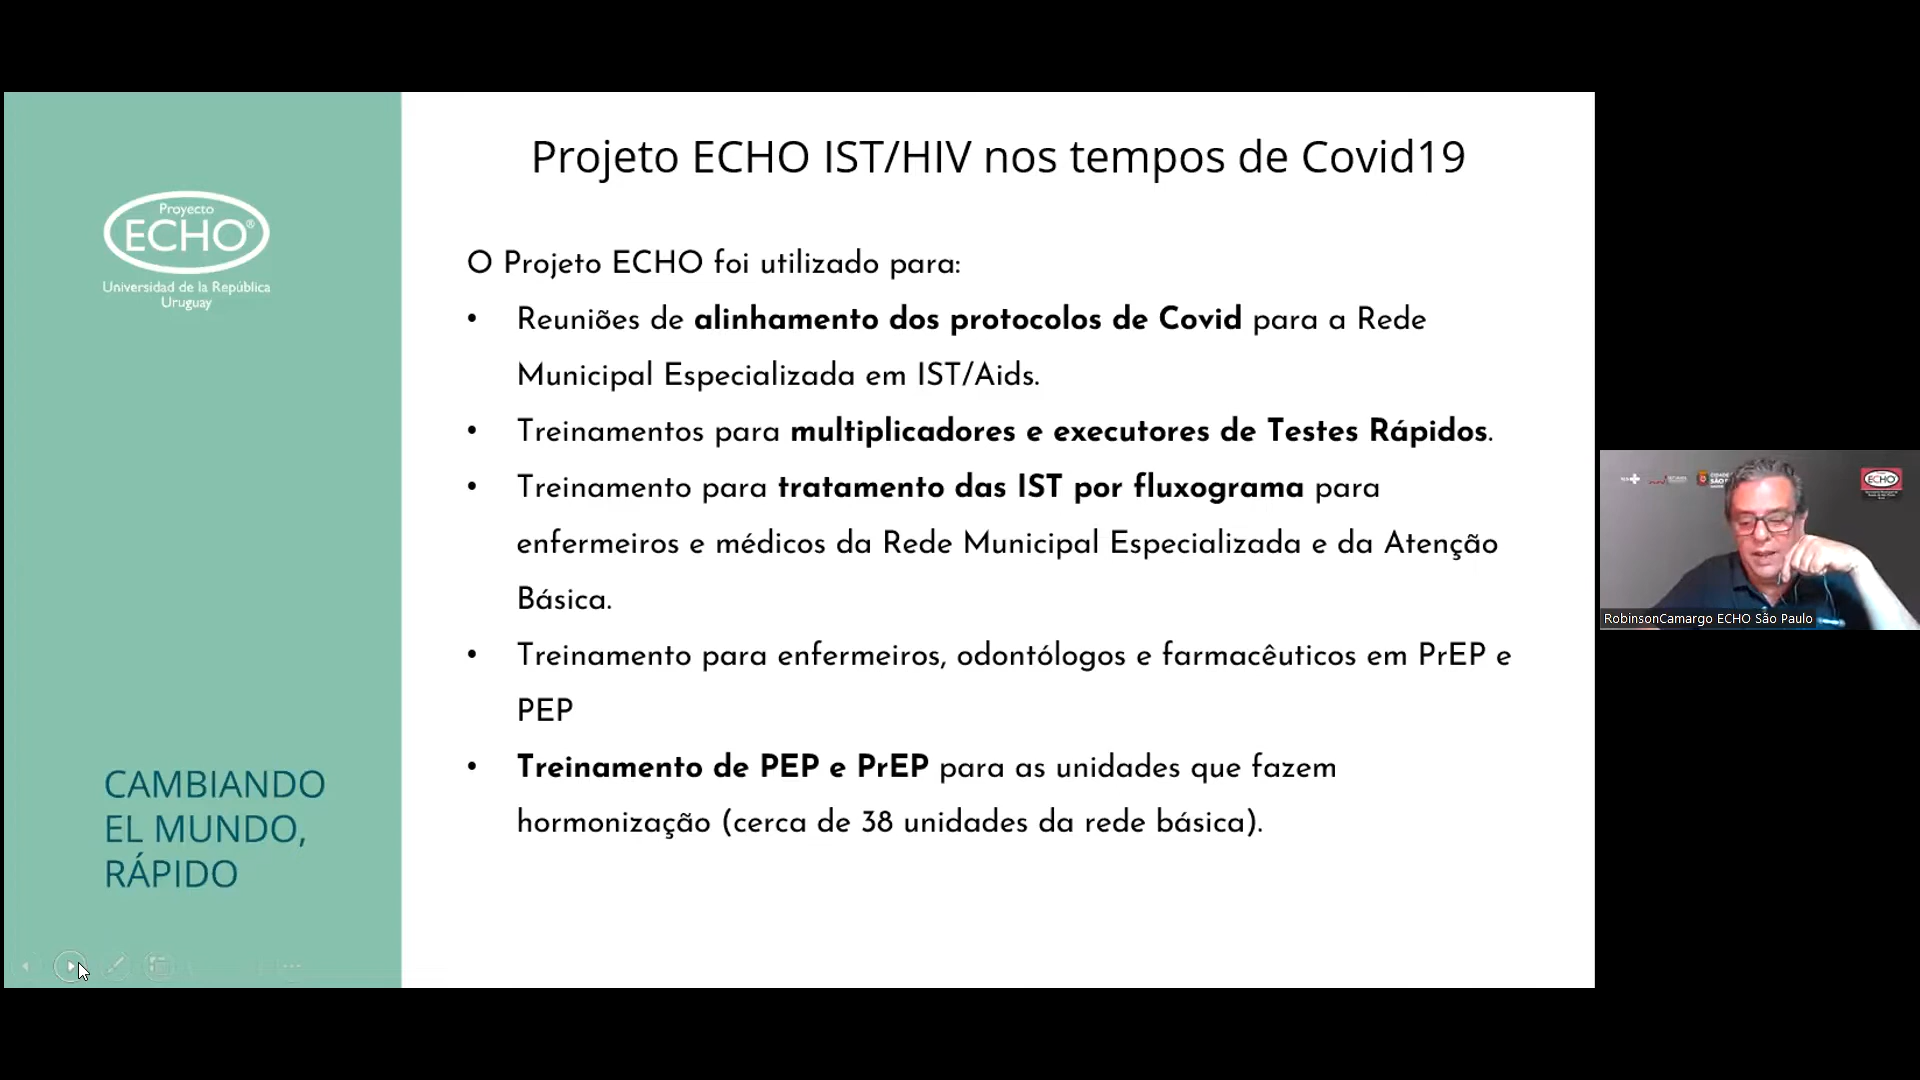 Projeto ECHO IST/HIV nos tempos de Covid19
Proyecto
ECHO®
Universidad de la República
Uruguay
O Projeto ECHO foi utilizado para:
• Reuniões de alinhamento dos protocolos de Covid para a Rede
Municipal Especializada em IST/Aids.
• Treinamentos para multiplicadores e executores de Testes Rápidos.
• Treinamento para tratamento das IST por fluxograma para
enfermeiros e médicos da Rede Municipal Especializada e da Atenção
Básica.
• Treinamento para enfermeiros, odontólogos e farmacêuticos em PrEP e
PEP
• Treinamento de PEP e PrEP para as unidades que fazem
hormonização (cerca de 38 unidades da rede básica).
CAMBIANDO
EL MUNDO,
RÁPIDO
ECHO
RobinsonCamargo ECHO São Paulo